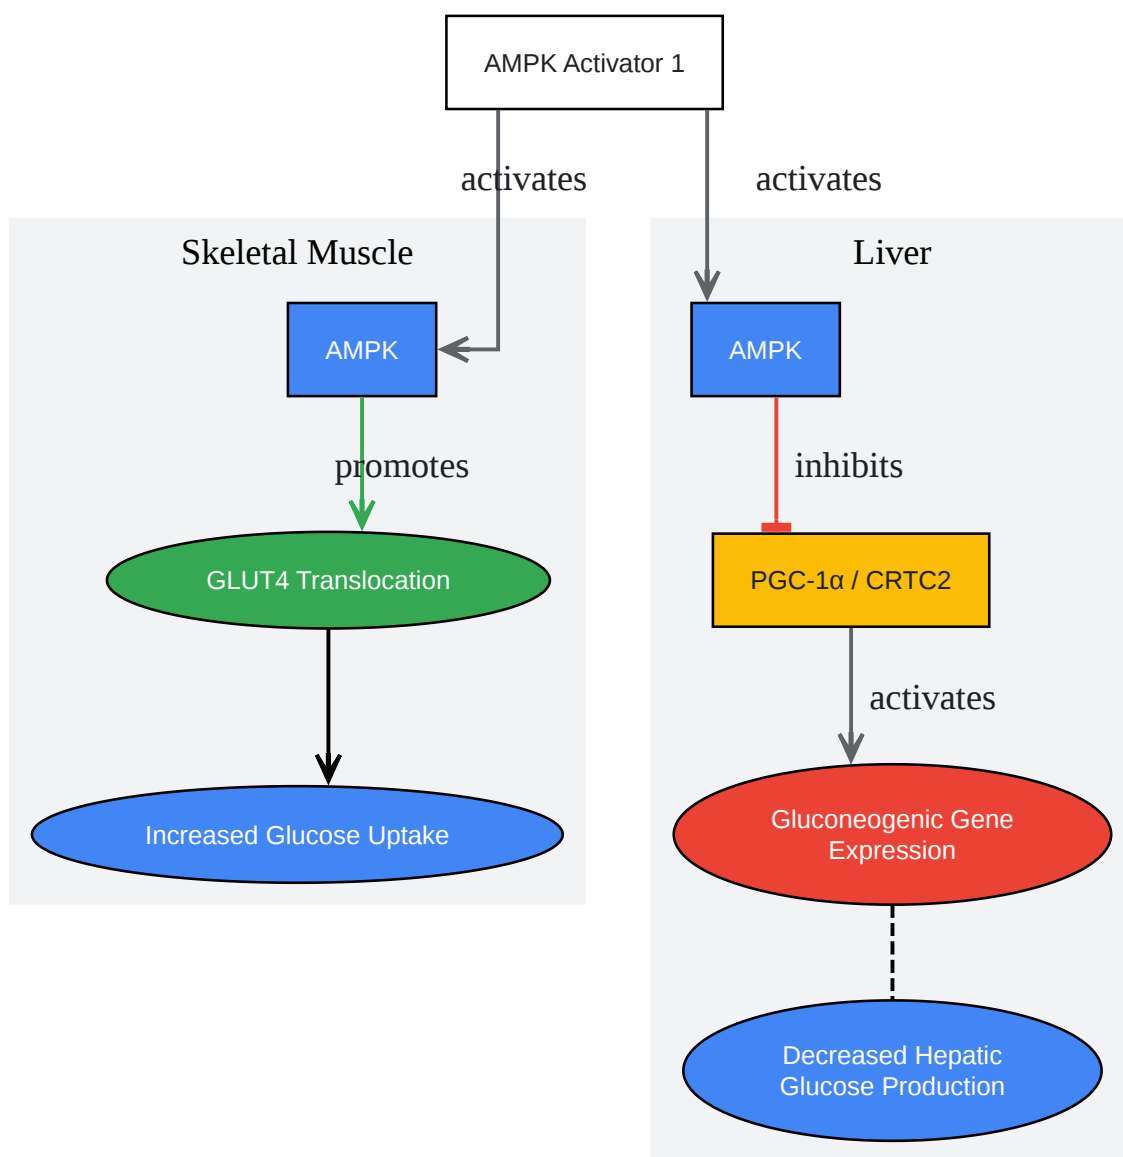 AMPK Activator 1
activates
activates
Skeletal Muscle
Liver
AMPK
AMPK
promotes
inhibits
GLUT4 Translocation
PGC-1α / CRTC2
activates
Increased Glucose Uptake
Gluconeogenic Gene
Expression
Decreased Hepatic
Glucose Production